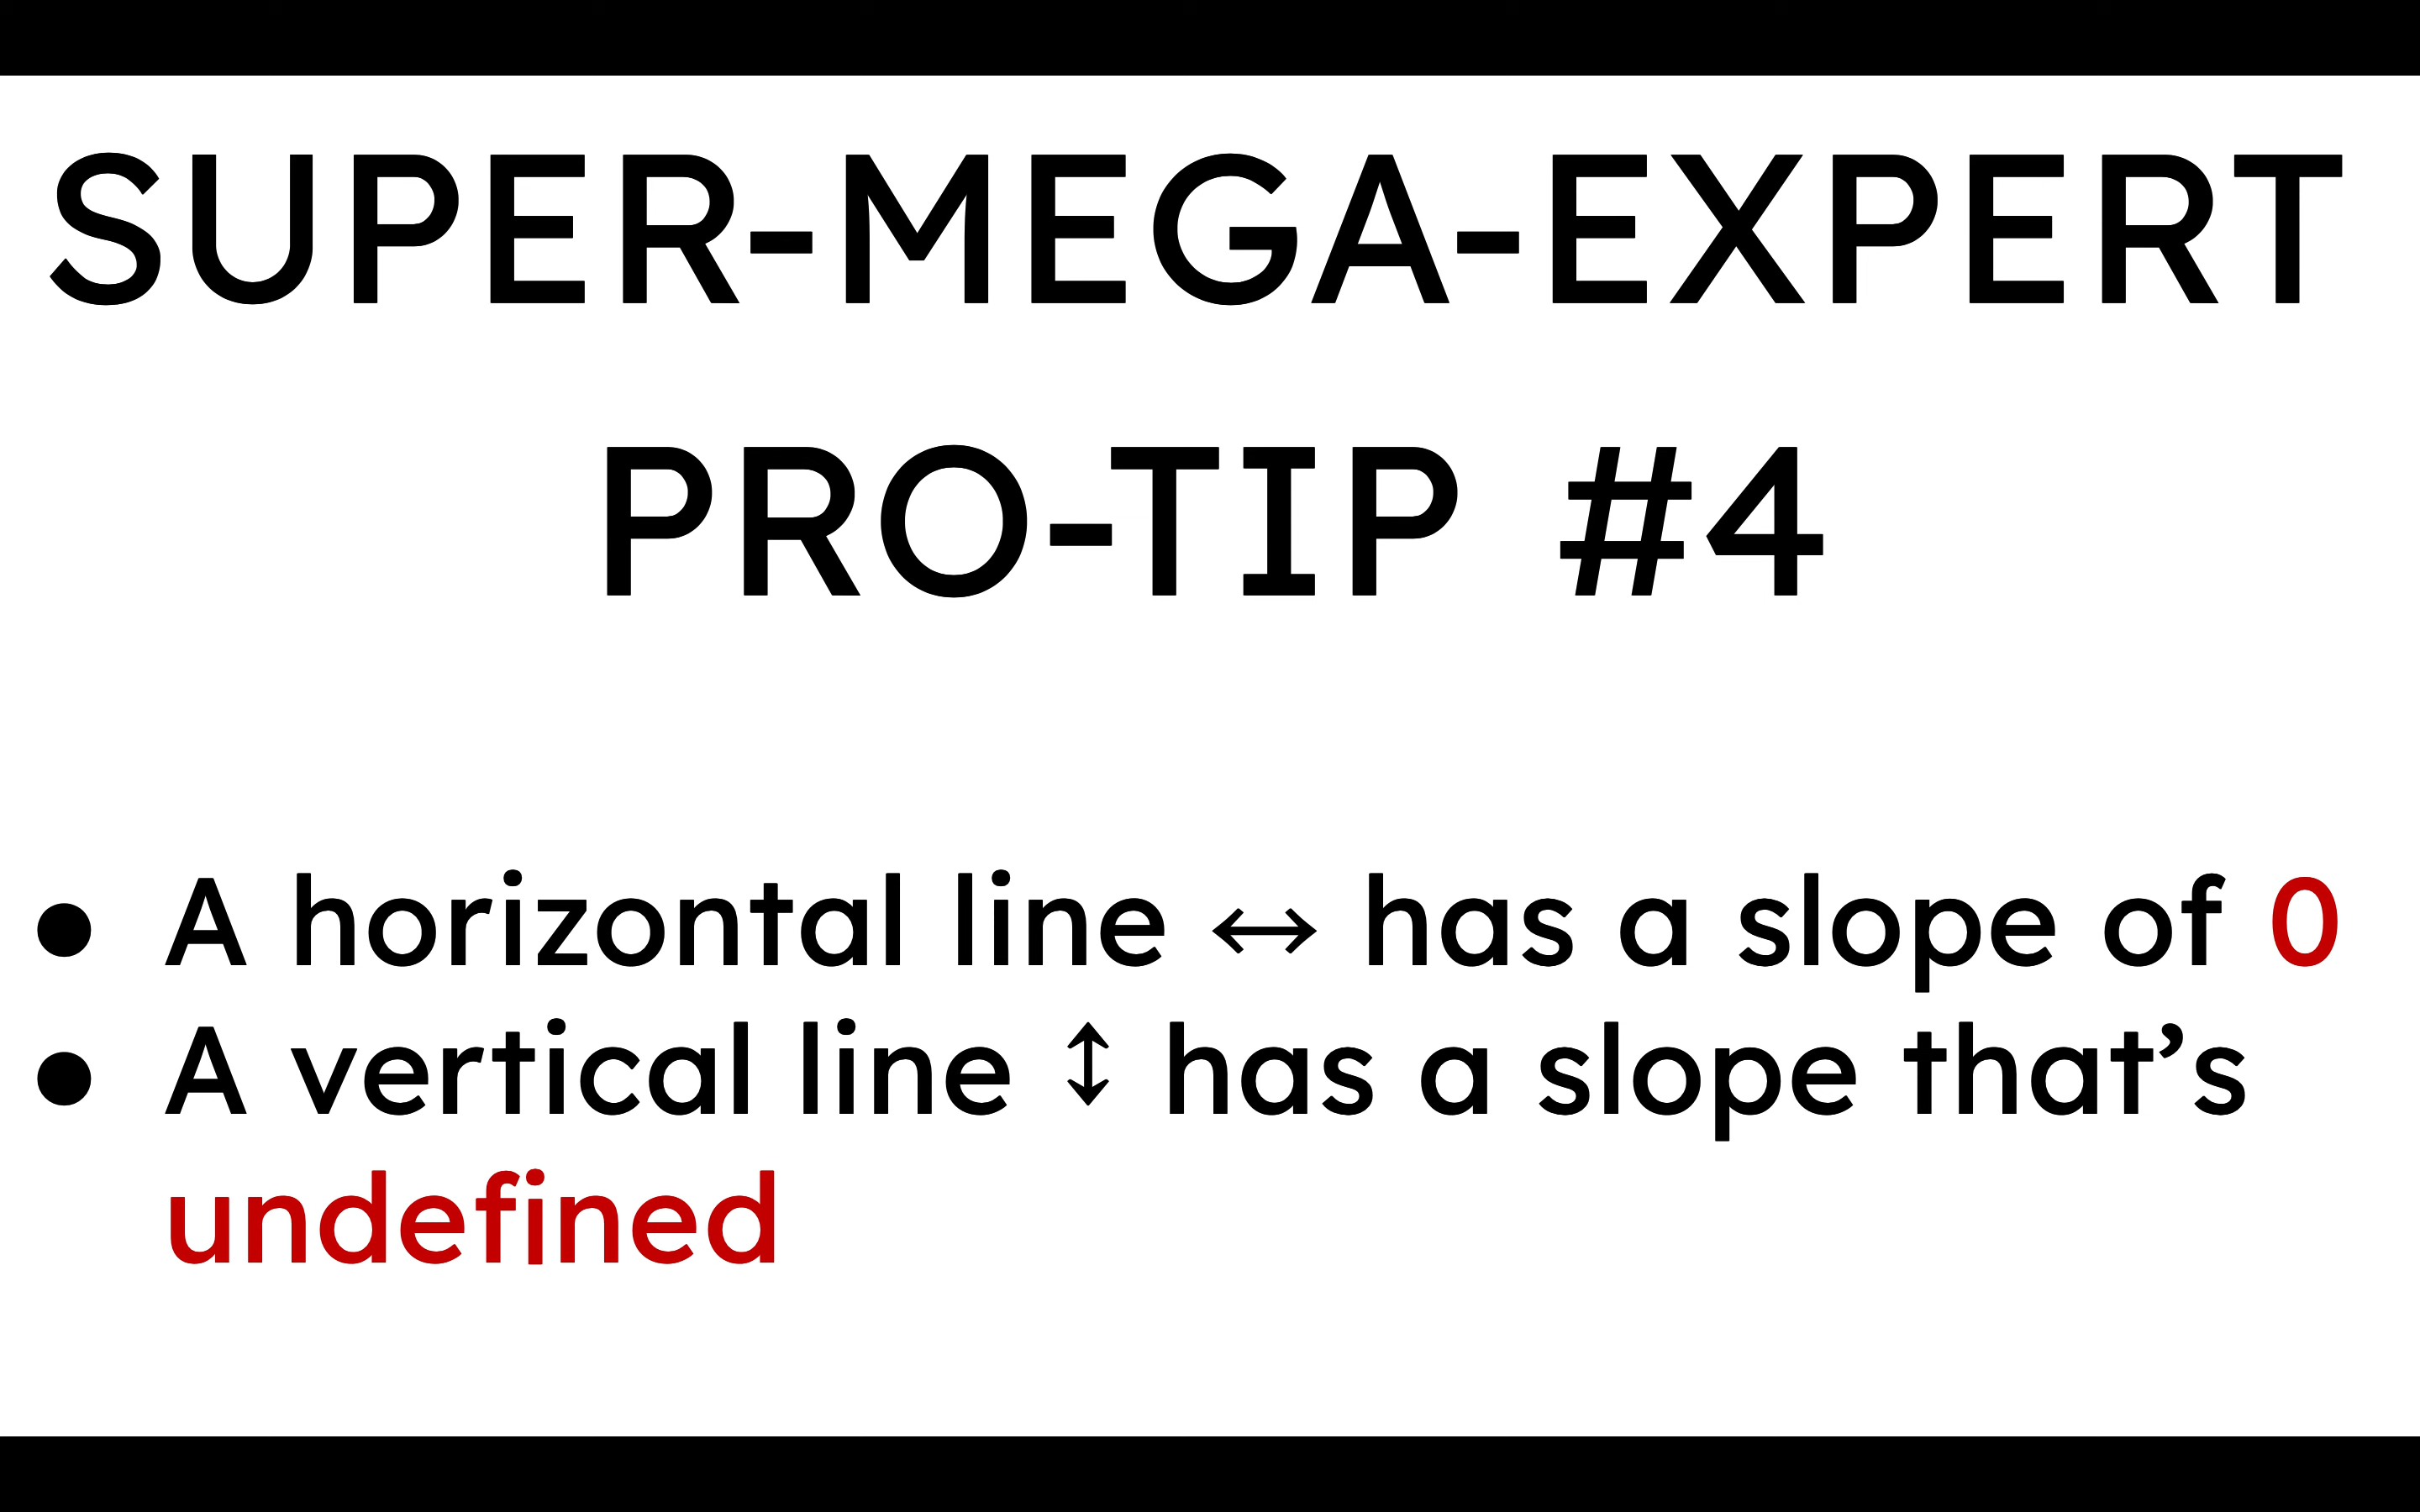 SUPER-MEGA-EXPERT
PRO-TIP #4
• A horizontal line ↔ has a slope of 0
• A vertical line ↕ has a slope that’s
undefined